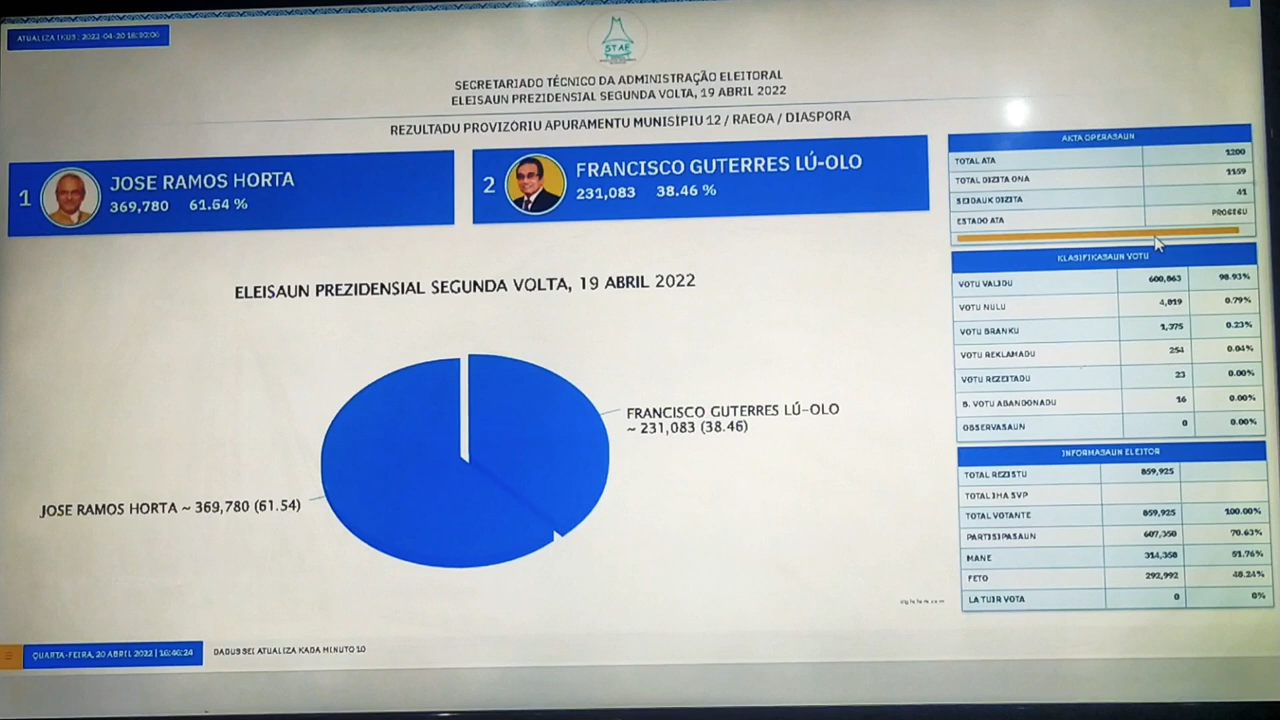 ATUALIZA IKUS : 2022-04-20 16:30:06
STAE
SECRETARIADO TÉCNICO DA ADMINISTRAÇÃO ELEITORAL
ELEISAUN PREZIDENSIAL SEGUNDA VOLTA, 19 ABRIL 2022
REZULTADU PROVIZÓRIU APURAMENTU MUNISÍPIU 12 / RAEOA / DIASPORA
1 JOSE RAMOS HORTA
369,780 61.54 %
2 FRANCISCO GUTERRES LÚ-OLO
231,083 38.46 %
ELEISAUN PREZIDENSIAL SEGUNDA VOLTA, 19 ABRIL 2022
FRANCISCO GUTERRES LÚ-OLO
~ 231,083 (38.46)
JOSE RAMOS HORTA ~ 369,780 (61.54)
AKTA OPERASAUN
TOTAL ATA 1200
TOTAL DIZITA ONA 1159
SEIDAUK DIZITA 41
ESTADO ATA PROSESU
KLASIFIKASAUN VOTU
VOTU VALIDU 600,863 98.93%
VOTU NULU 4,819 0.79%
VOTU BRANKU 1,375 0.23%
VOTU REKLAMADU 254 0.04%
VOTU REZEITADU 23 0.00%
B. VOTU ABANDONADU 16 0.00%
OBSERVASAUN 0 0.00%
INFORMASAUN ELEITOR
TOTAL REZISTU 859,925
TOTAL IHA SVP
TOTAL VOTANTE 859,925 100.00%
PARTISIPASAUN 607,350 70.63%
MANE 314,358 51.76%
FETO 292,992 48.24%
LA TUIR VOTA 0 0%
QUARTA-FEIRA, 20 ABRIL 2022 | 16:46:24
DADUS SEI ATUALIZA KADA MINUTO 10